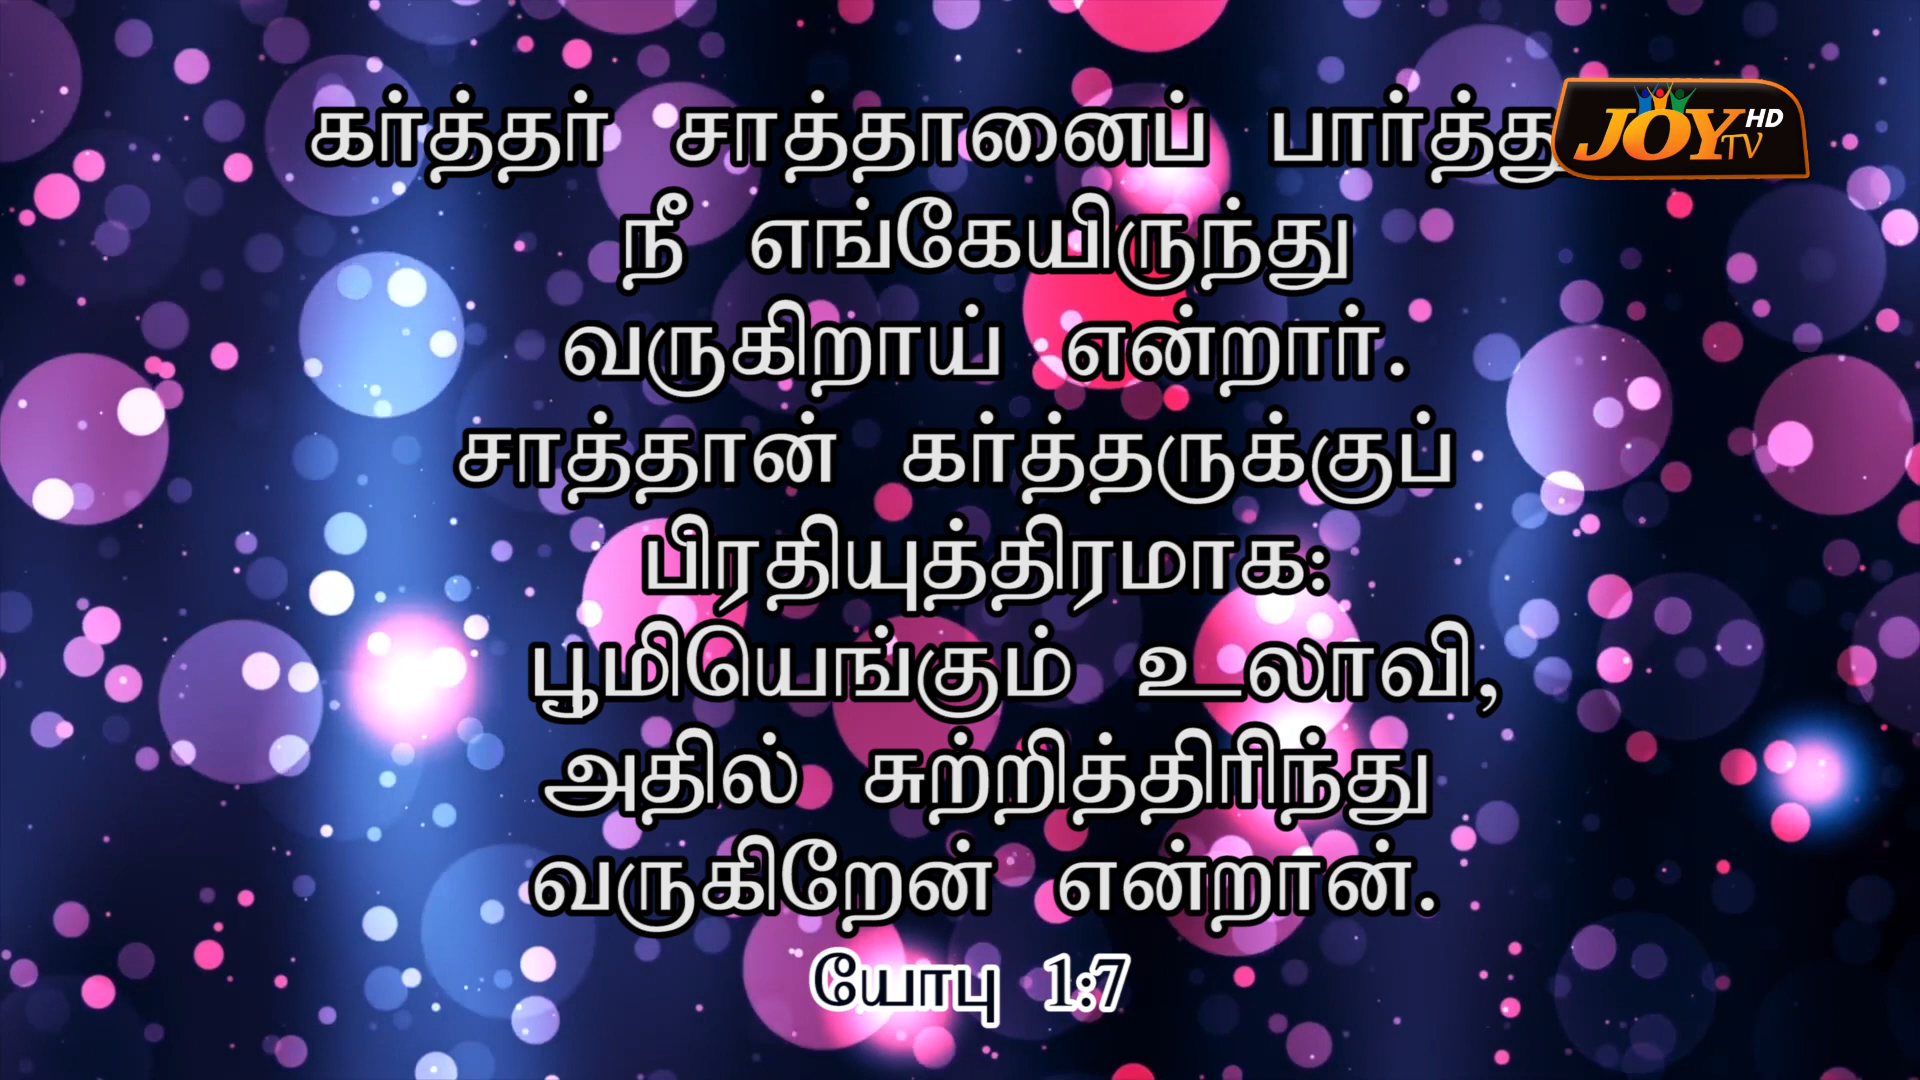 கர்த்தர் சாத்தானைப் பார்த்து
JOY HD
TV
நீ எங்கேயிருந்து
வருகிறாய் என்றார்.
சாத்தான் கர்த்தருக்குப்
பிரதியுத்திரமாக:
பூமியெங்கும் உலாவி,
அதில் சுற்றித்திரிந்து
வருகிறேன் என்றான்.
யோபு 1:7